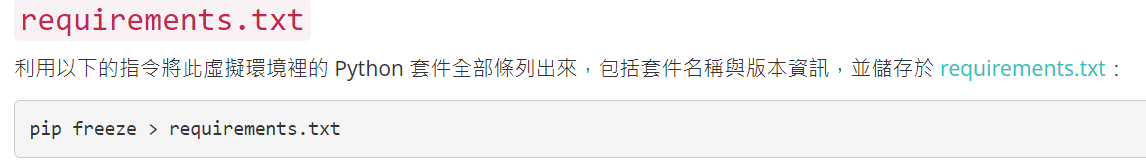 requirements.txt
利用以下的指令將此虛擬環境裡的 Python 套件全部條列出來，包括套件名稱與版本資訊，並儲存於 requirements.txt：
pip freeze > requirements.txt